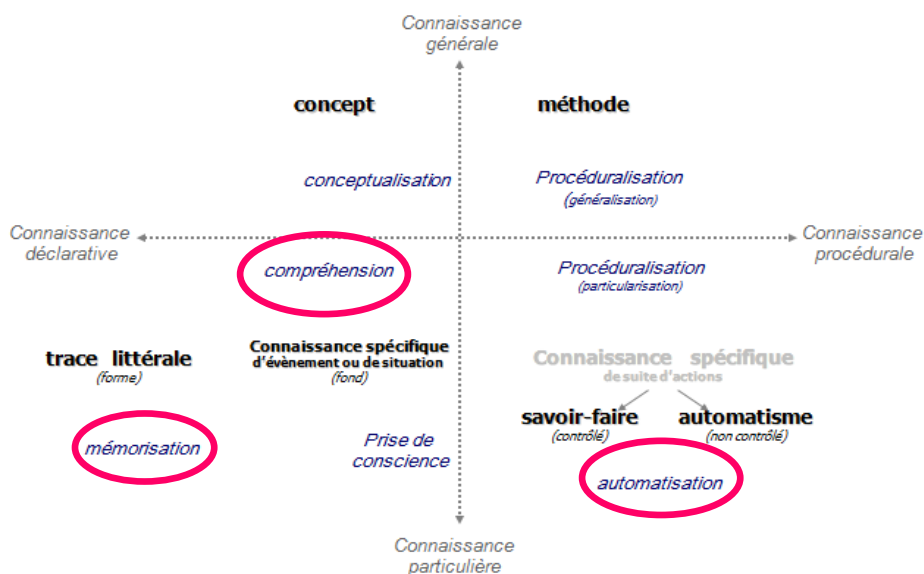 Connaissance
générale
concept
méthode
conceptualisation
Procéduralisation
(généralisation)
Connaissance
déclarative
Connaissance
procédurale
compréhension
Procéduralisation
(particularisation)
trace littérale
(forme)
Connaissance spécifique
d'évènement ou de situation
(fond)
Connaissance spécifique
de suite d'actions
savoir-faire
(contrôlé)
automatisme
(non contrôlé)
mémorisation
Prise de
conscience
automatisation
Connaissance
particulière